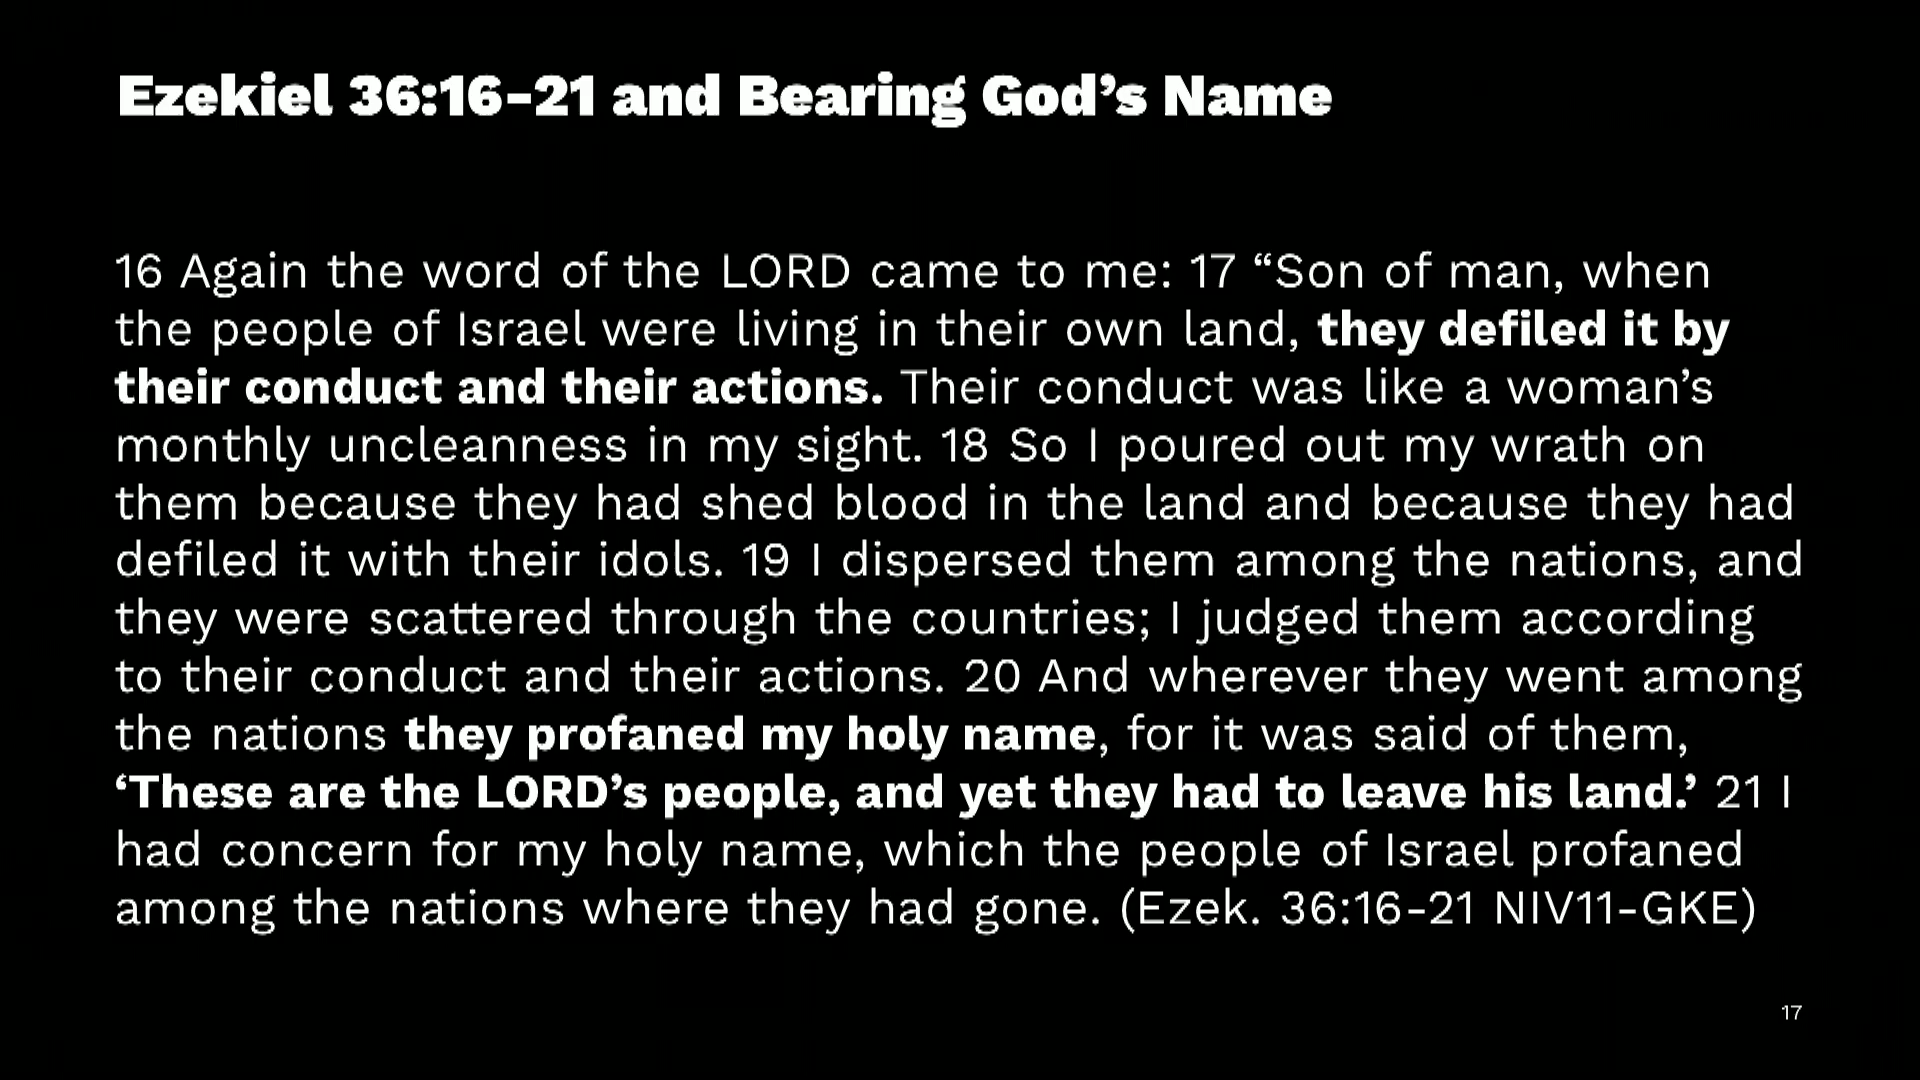 Ezekiel 36:16-21 and Bearing God’s Name
16 Again the word of the LORD came to me: 17 “Son of man, when
the people of Israel were living in their own land, they defiled it by
their conduct and their actions. Their conduct was like a woman’s
monthly uncleanness in my sight. 18 So I poured out my wrath on
them because they had shed blood in the land and because they had
defiled it with their idols. 19 I dispersed them among the nations, and
they were scattered through the countries; I judged them according
to their conduct and their actions. 20 And wherever they went among
the nations they profaned my holy name, for it was said of them,
‘These are the LORD’s people, and yet they had to leave his land.’ 21 I
had concern for my holy name, which the people of Israel profaned
among the nations where they had gone. (Ezek. 36:16-21 NIV11-GKE)
17